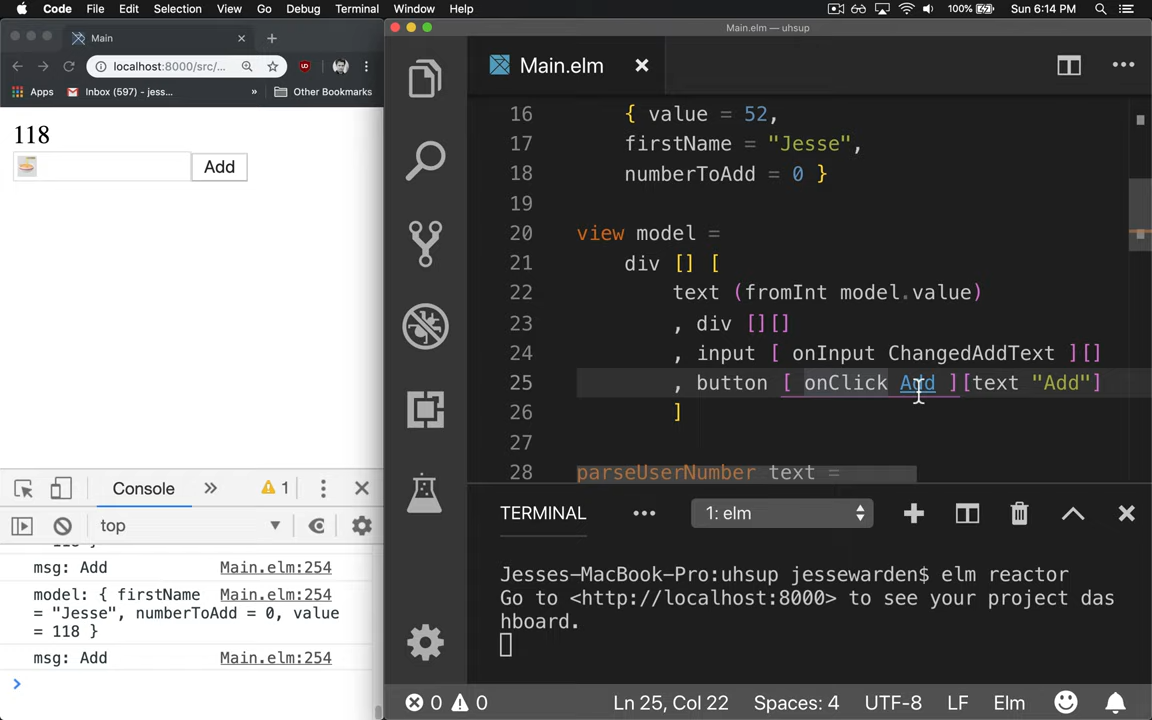 Code File Edit Selection View Go Debug Terminal Window Help 100% Sun 6:14 PM
Main
localhost:8000/src/...
Apps Inbox (597) - jess... » Other Bookmarks
118
Add
Console » 1
top
msg: Add Main.elm:254
model: { firstName Main.elm:254
= "Jesse", numberToAdd = 0, value
= 118 }
msg: Add Main.elm:254
Main.elm — uhsup
Main.elm
16 { value = 52,
17 firstName = "Jesse",
18 numberToAdd = 0 }
19
20 view model =
21 div [] [
22 text (fromInt model.value)
23 , div [][]
24 , input [ onInput ChangedAddText ][]
25 , button [ onClick Add ][text "Add"]
26 ]
27
28 parseUserNumber text =
TERMINAL ... 1: elm
Jesses-MacBook-Pro:uhsup jessewarden$ elm reactor
Go to <http://localhost:8000> to see your project das
hboard.
0 0 Ln 25, Col 22 Spaces: 4 UTF-8 LF Elm